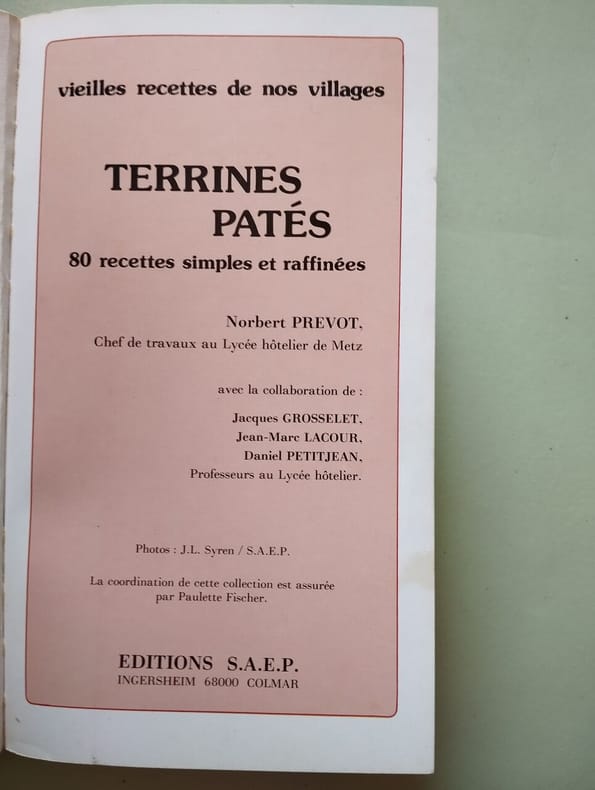 vieilles recettes de nos villages
TERRINES
PATÉS
80 recettes simples et raffinées
Norbert PREVOT,
Chef de travaux au Lycée hôtelier de Metz
avec la collaboration de :
Jacques GROSSELET,
Jean-Marc LACOUR,
Daniel PETITJEAN,
Professeurs au Lycée hôtelier.
Photos : J.L. Syren / S.A.E.P.
La coordination de cette collection est assurée
par Paulette Fischer.
EDITIONS S.A.E.P.
INGERSHEIM 68000 COLMAR